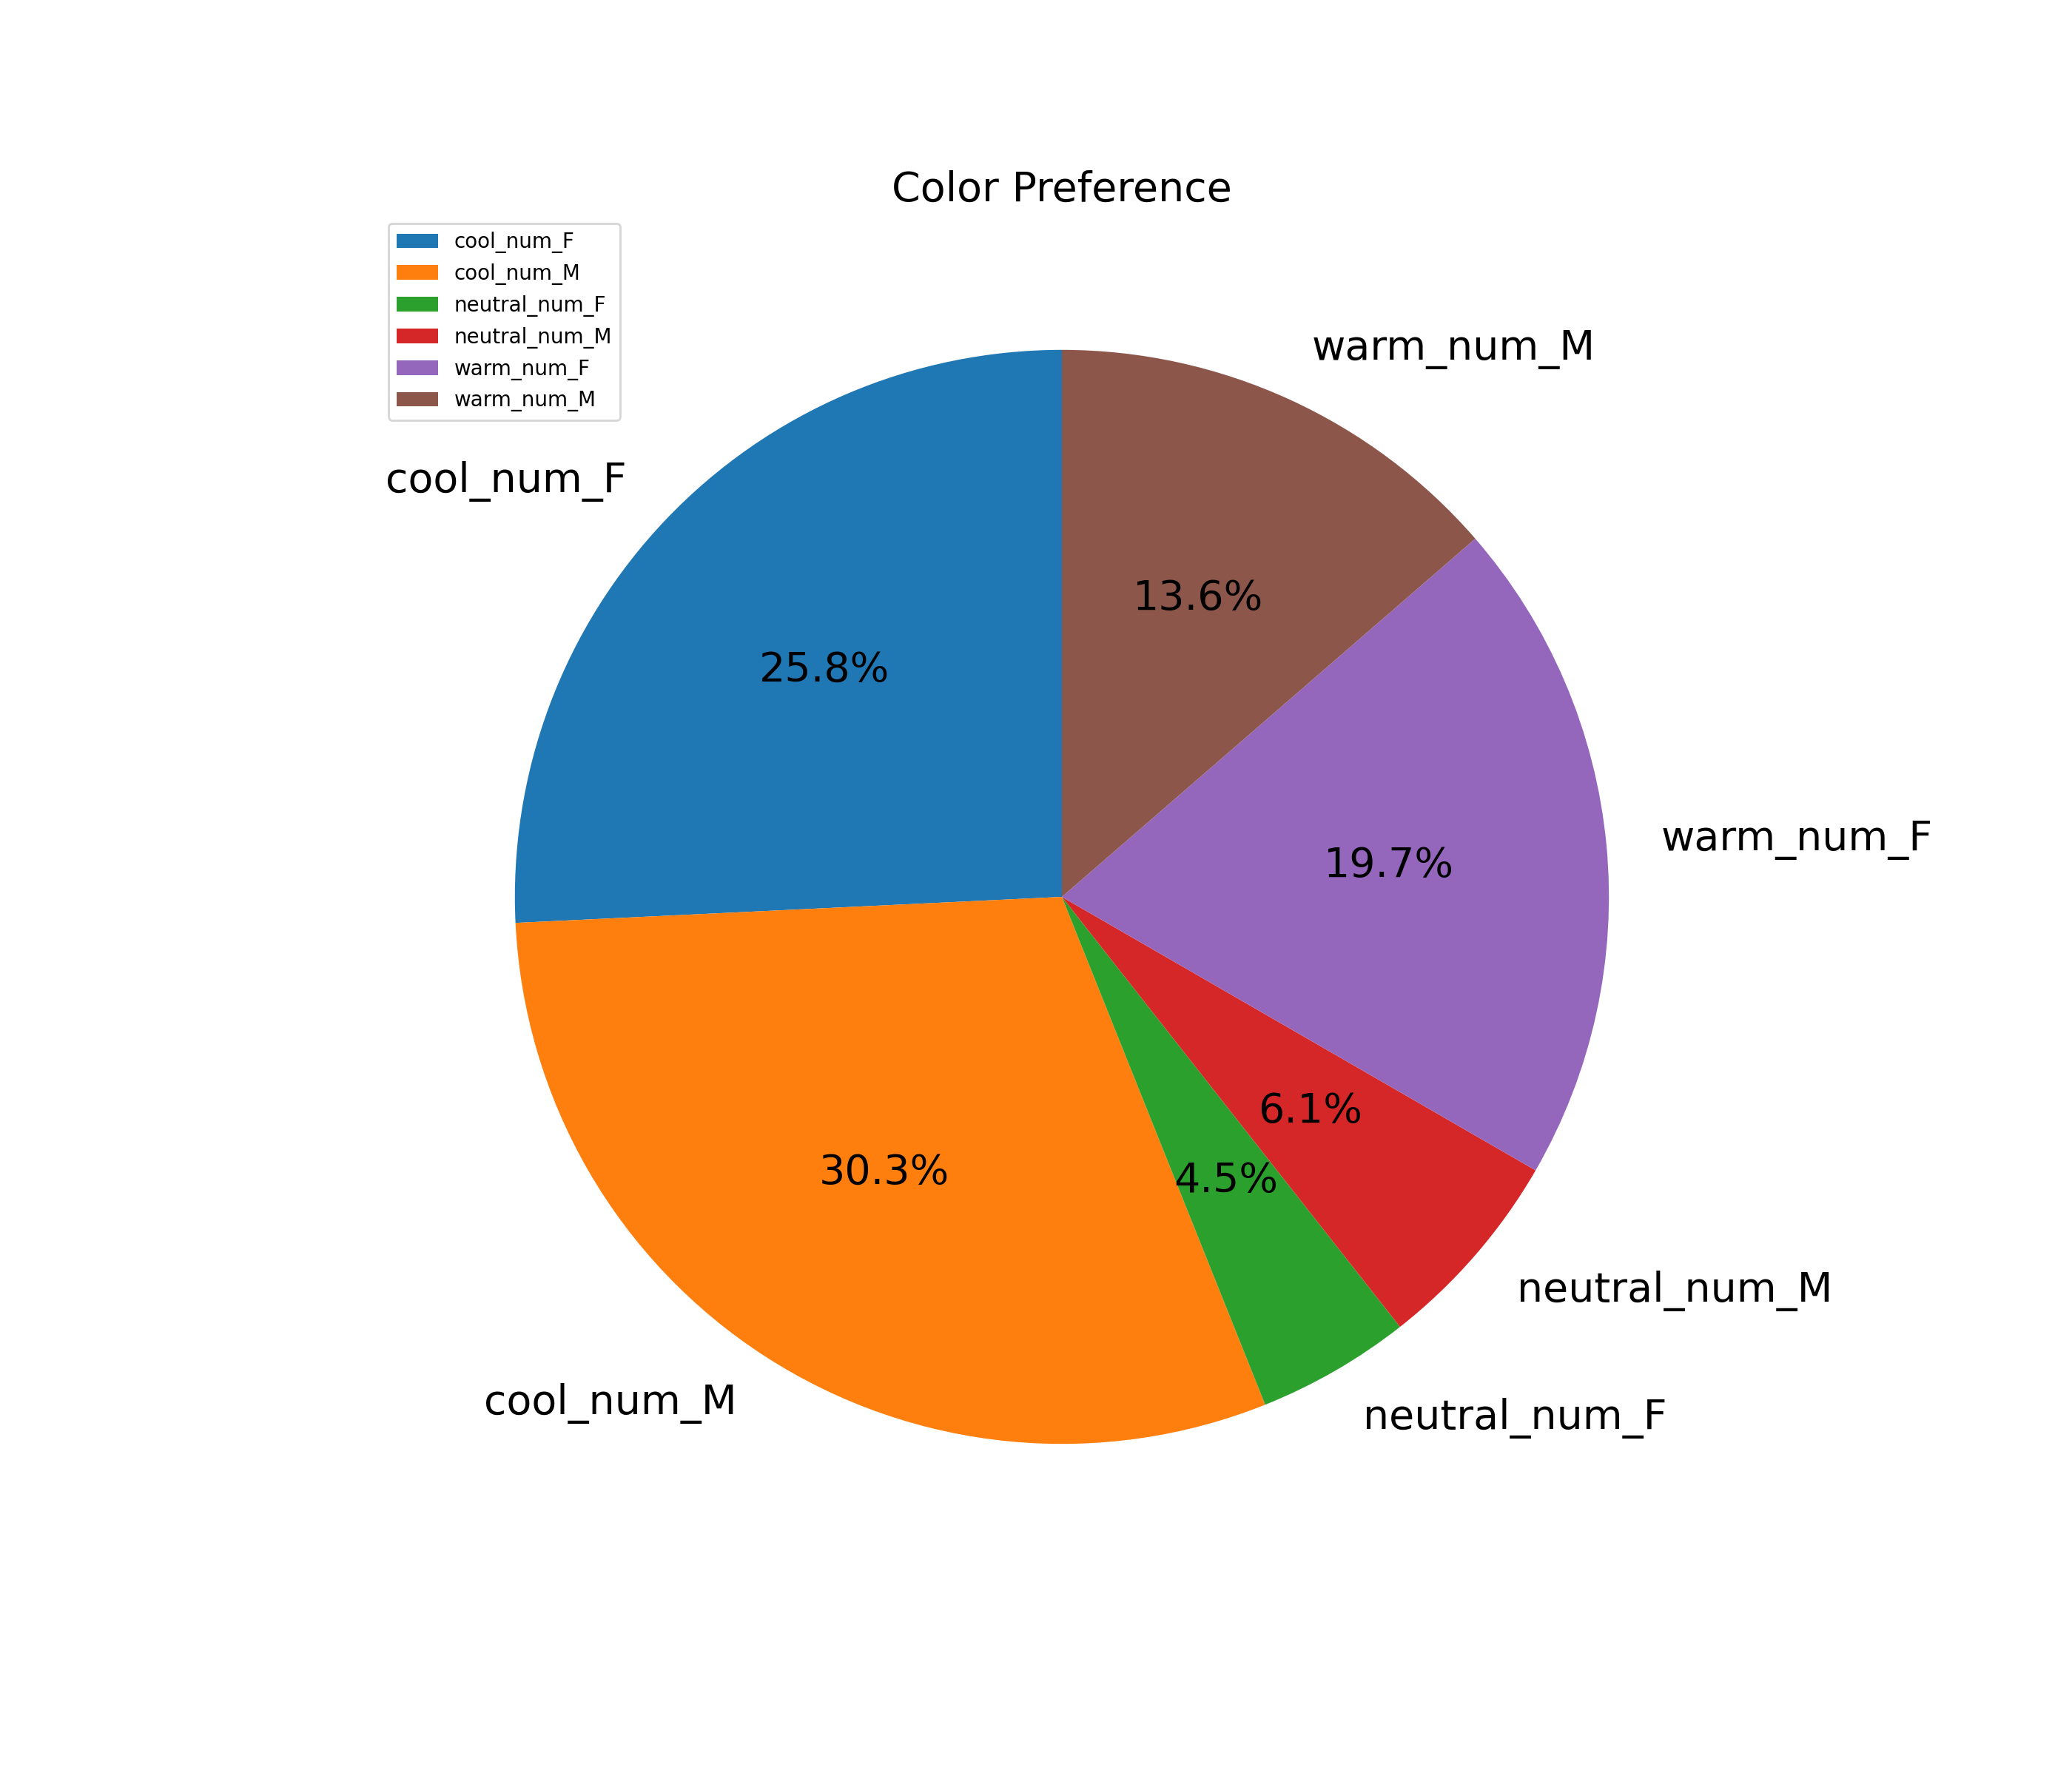 Color Preference
cool_num_F
cool_num_M
neutral_num_F
neutral_num_M
warm_num_F
warm_num_M
warm_num_M
cool_num_F
13.6%
25.8%
warm_num_F
19.7%
6.1%
30.3%
4.5%
neutral_num_M
cool_num_M
neutral_num_F